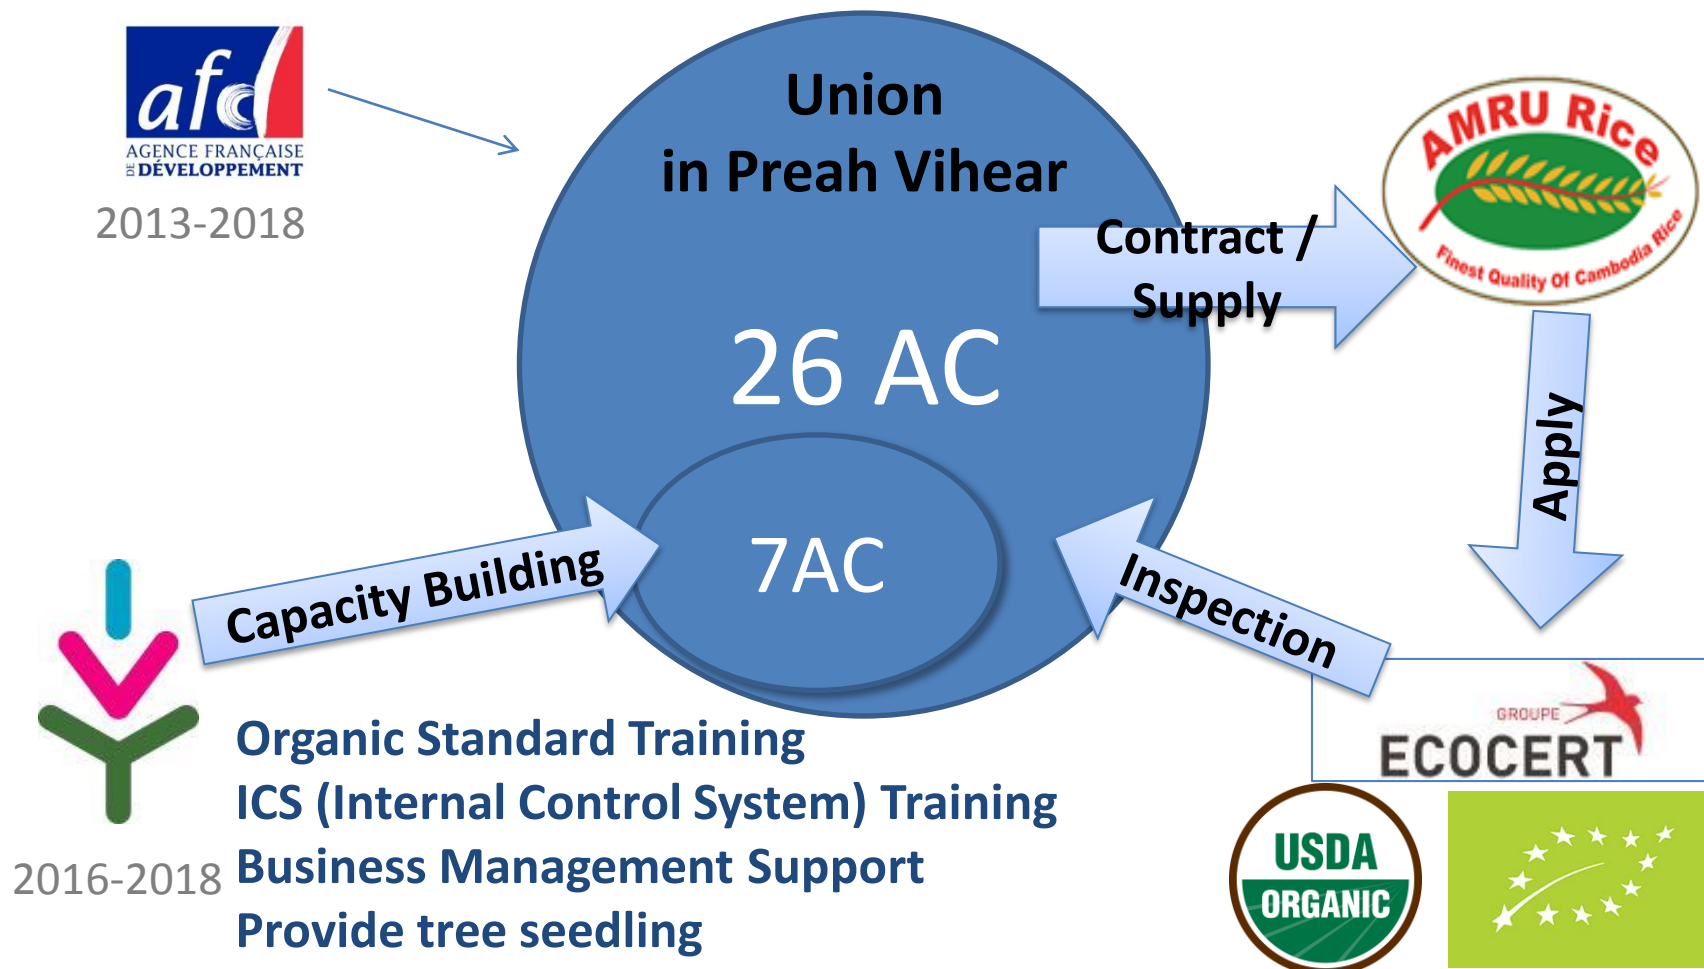 afd
AGENCE FRANÇAISE
DE DÉVELOPPEMENT
2013-2018
Union
in Preah Vihear
26 AC
7AC
Contract /
Supply
AMRU Rice
Finest Quality Of Cambodia Rice
Apply
Inspection
Capacity Building
GROUPE
ECOCERT
USDA
ORGANIC
2016-2018
Organic Standard Training
ICS (Internal Control System) Training
Business Management Support
Provide tree seedling